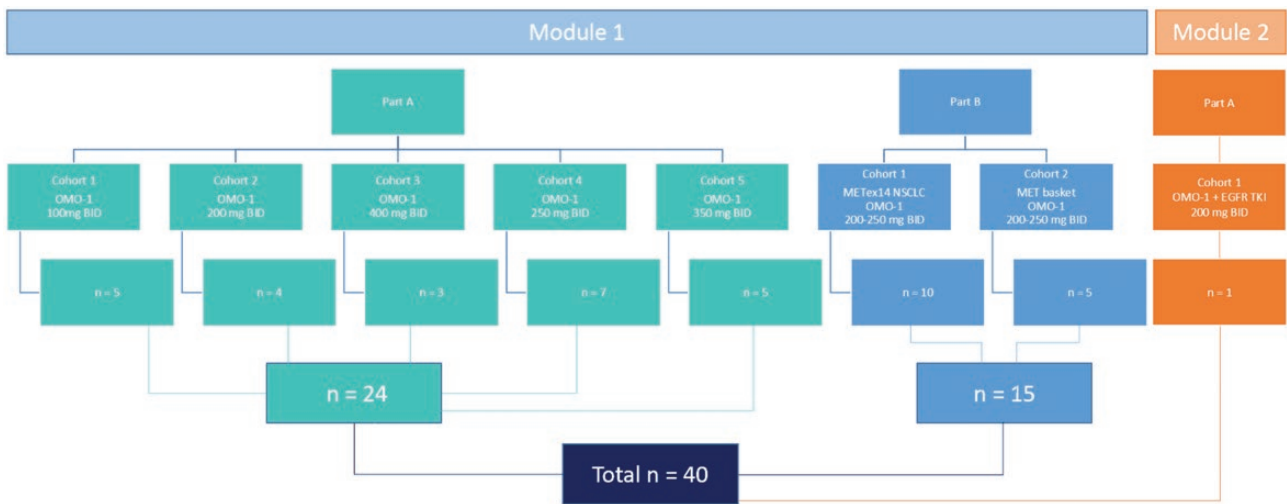 Module 1
Module 2
Part A
Part B
Part A
Cohort 1
OMO-1
100mg BID
Cohort 2
OMO-1
200 mg BID
Cohort 3
OMO-1
400 mg BID
Cohort 4
OMO-1
250 mg BID
Cohort 5
OMO-1
350 mg BID
Cohort 1
METex14 NSCLC
OMO-1
200-250 mg BID
Cohort 2
MET basket
OMO-1
200-250 mg BID
Cohort 1
OMO-1 + EGFR TKI
200 mg BID
n = 5
n = 4
n = 3
n = 7
n = 5
n = 10
n = 5
n = 1
n = 24
n = 15
Total n = 40